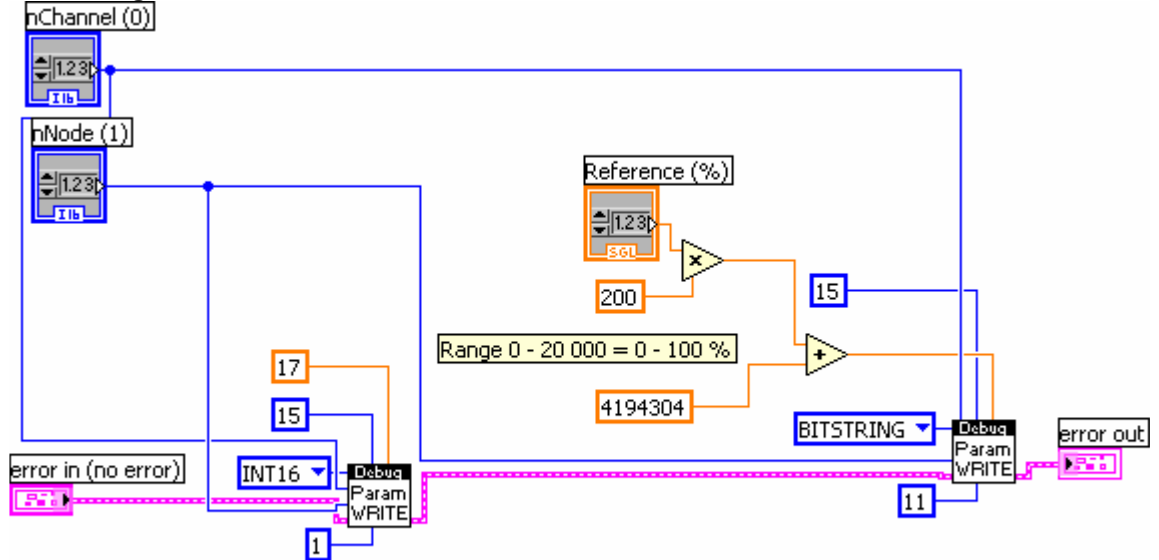 nChannel (0)
1.23
I16
nNode (1)
1.23
I16
Reference (%)
1.23
SGL
×
200
15
Range 0 - 20 000 = 0 - 100 %
+
17
4194304
15
BITSTRING
Debug
Param
WRITE
error out
error in (no error)
INT16
Debug
Param
WRITE
11
1